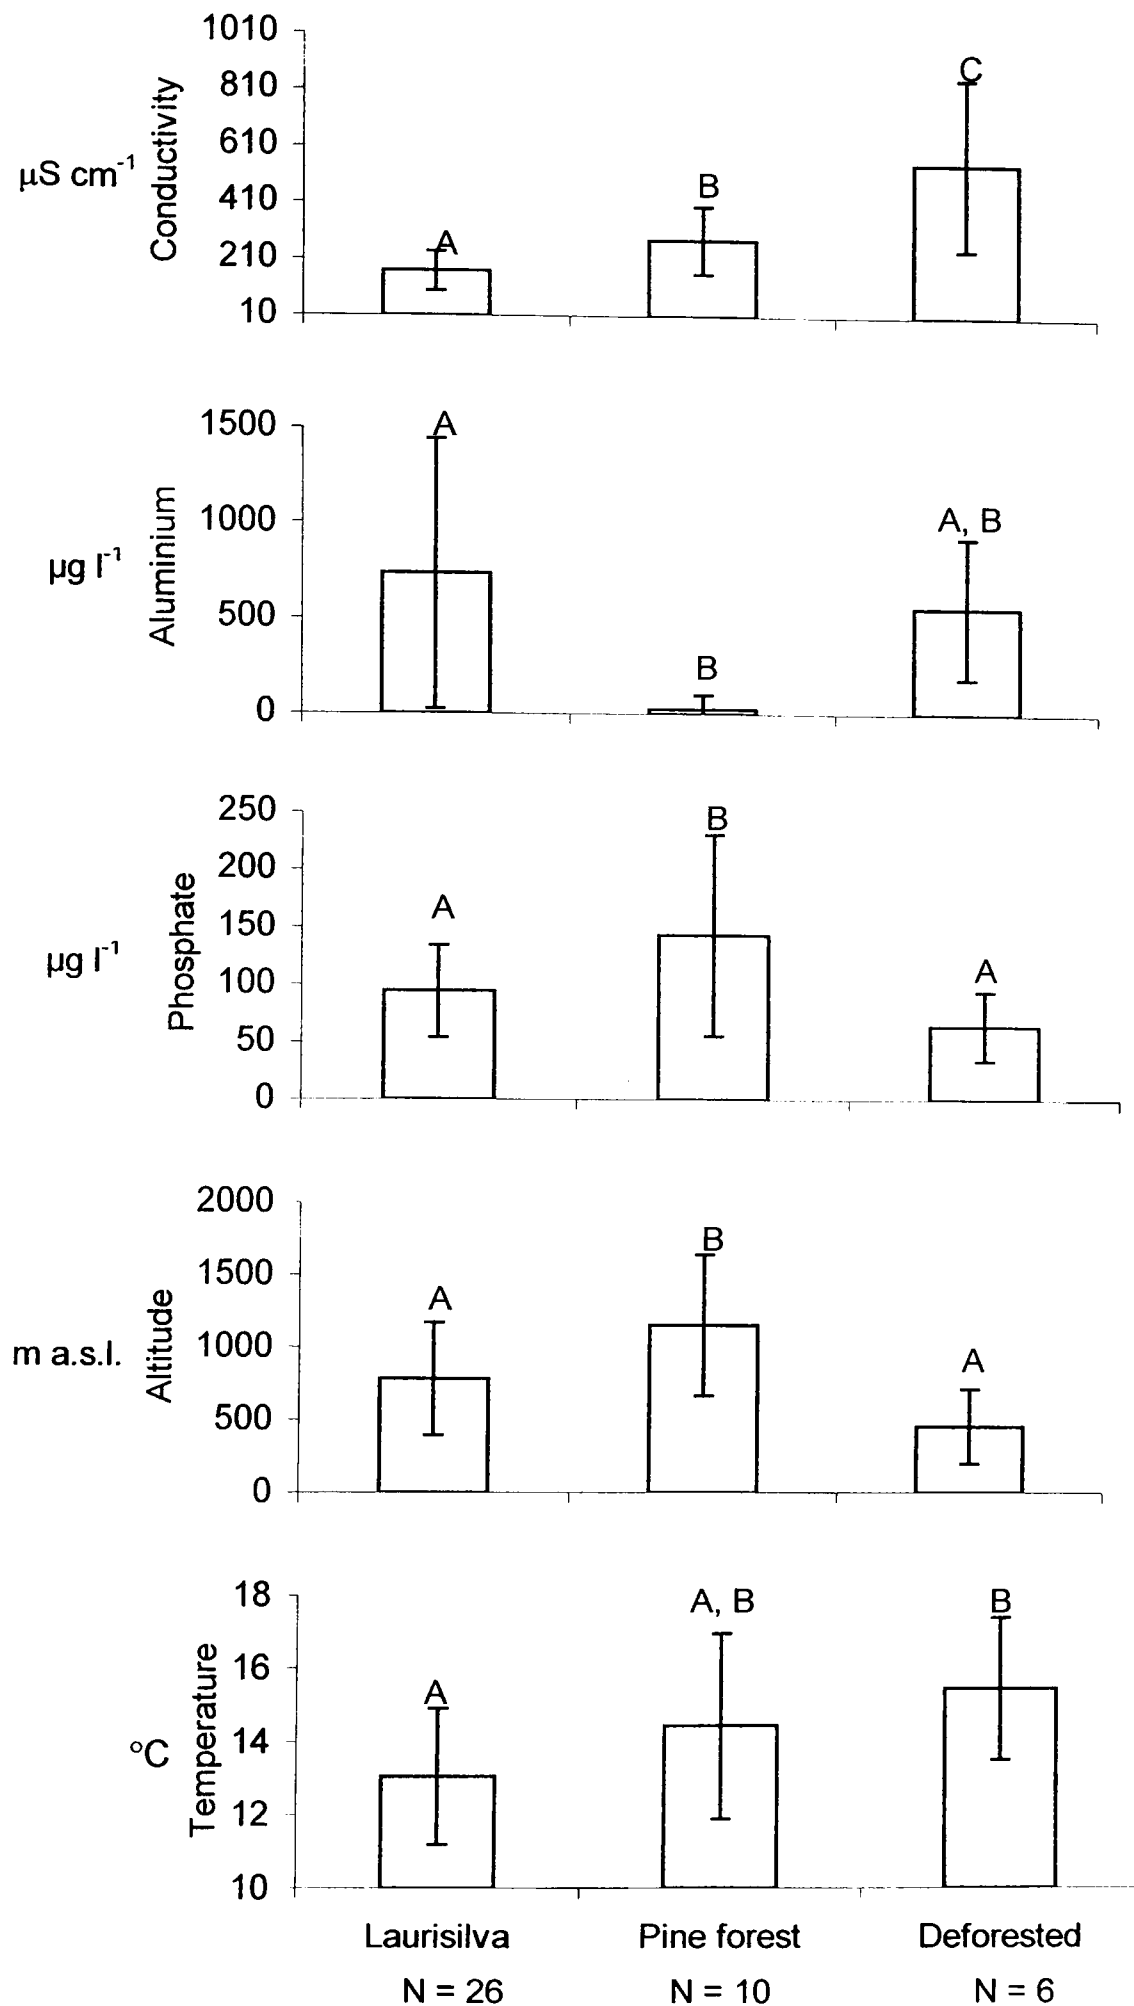 1010
810
610
410
210
10
μS cm⁻¹
Conductivity
A
B
C
1500
1000
500
0
μg l⁻¹
Aluminium
A
B
A, B
250
200
150
100
50
0
μg l⁻¹
Phosphate
A
B
A
2000
1500
1000
500
0
m a.s.l.
Altitude
A
B
A
18
16
14
12
10
°C
Temperature
A
A, B
B
Laurisilva Pine forest Deforested
N = 26 N = 10 N = 6